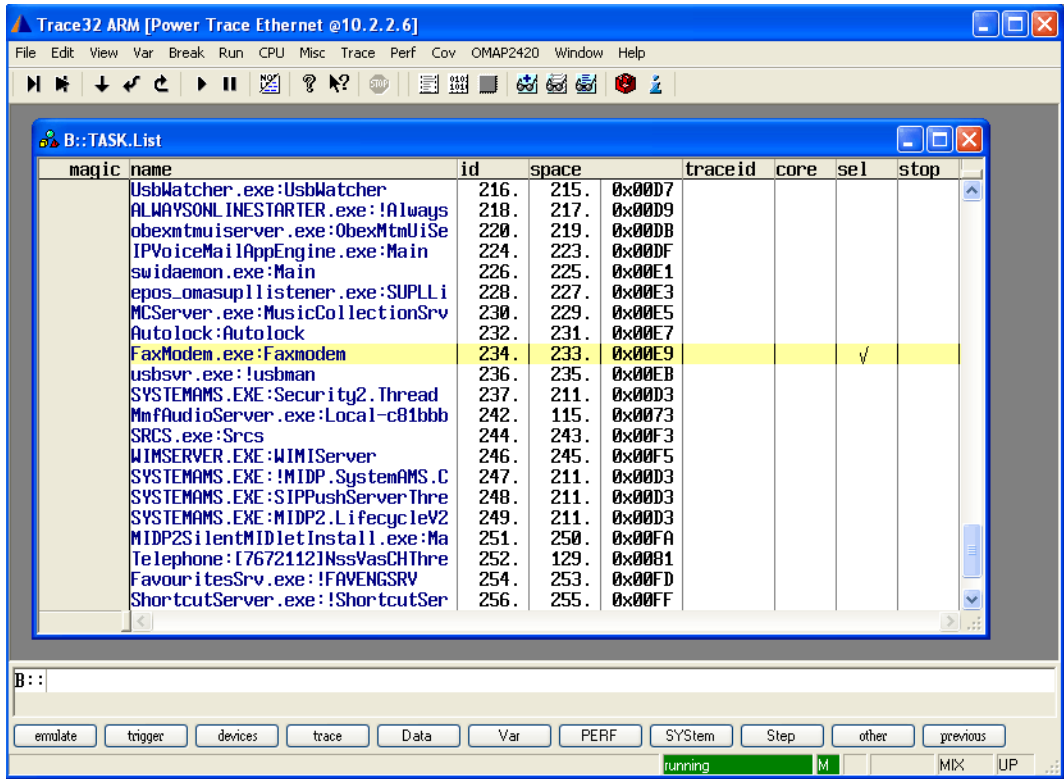 Trace32 ARM [Power Trace Ethernet @10.2.2.6]
File Edit View Var Break Run CPU Misc Trace Perf Cov OMAP2420 Window Help
B::TASK.List
magic name id space traceid core sel stop
UsbWatcher.exe:UsbWatcher 216. 215. 0x00D7
ALWAYSONLINESTARTER.exe:!Always 218. 217. 0x00D9
obexmtmuiserver.exe:ObexMtmUiSe 220. 219. 0x00DB
IPVoiceMailAppEngine.exe:Main 224. 223. 0x00DF
swidaemon.exe:Main 226. 225. 0x00E1
epos_omasupllistener.exe:SUPLLi 228. 227. 0x00E3
MCServer.exe:MusicCollectionSrv 230. 229. 0x00E5
Autolock:Autolock 232. 231. 0x00E7
FaxModem.exe:Faxmodem 234. 233. 0x00E9 √
usbsvr.exe:!usbman 236. 235. 0x00EB
SYSTEMAMS.EXE:Security2.Thread 237. 211. 0x00D3
MmfAudioServer.exe:Local-c81bbb 242. 115. 0x0073
SRCS.exe:Srcs 244. 243. 0x00F3
WIMSERVER.EXE:WIMIServer 246. 245. 0x00F5
SYSTEMAMS.EXE:!MIDP.SystemAMS.C 247. 211. 0x00D3
SYSTEMAMS.EXE:SIPPushServerThre 248. 211. 0x00D3
SYSTEMAMS.EXE:MIDP2.LifecycleV2 249. 211. 0x00D3
MIDP2SilentMIDletInstall.exe:Ma 251. 250. 0x00FA
Telephone:[7672112]NssVasCHThre 252. 129. 0x0081
FavouritesSrv.exe:!FAVENGSRV 254. 253. 0x00FD
ShortcutServer.exe:!ShortcutSer 256. 255. 0x00FF
B::
emulate trigger devices trace Data Var PERF SYStem Step other previous
running M MIX UP